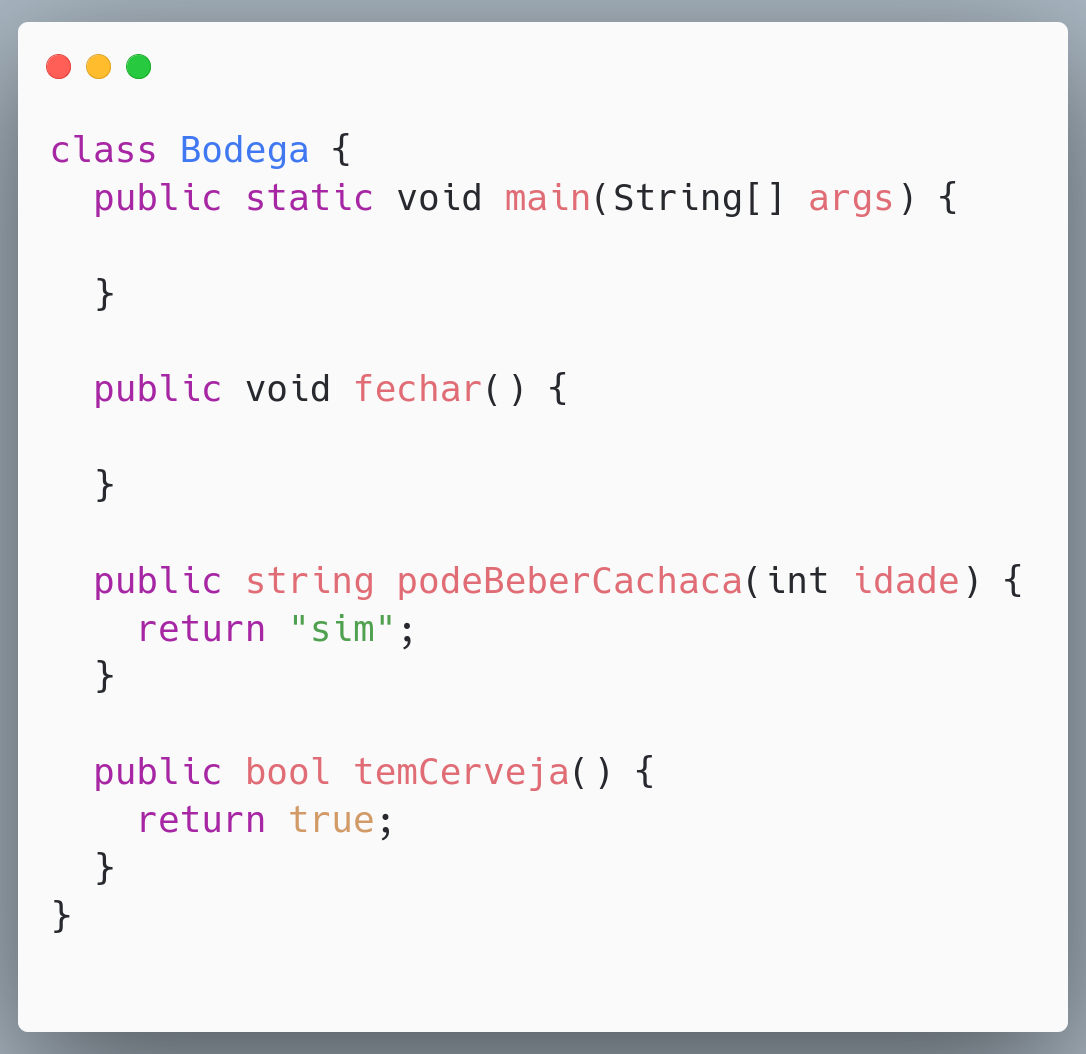 class Bodega {
  public static void main(String[] args) {

  }

  public void fechar() {

  }

  public string podeBeberCachaca(int idade) {
    return "sim";
  }

  public bool temCerveja() {
    return true;
  }
}